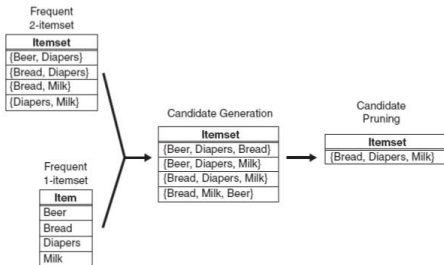 Frequent
2-itemset
Itemset
{Beer, Diapers}
{Bread, Diapers}
{Bread, Milk}
{Diapers, Milk}
Frequent
1-itemset
Item
Beer
Bread
Diapers
Milk
Candidate Generation
Itemset
{Beer, Diapers, Bread}
{Beer, Diapers, Milk}
{Bread, Diapers, Milk}
{Bread, Milk, Beer}
Candidate
Pruning
Itemset
{Bread, Diapers, Milk}